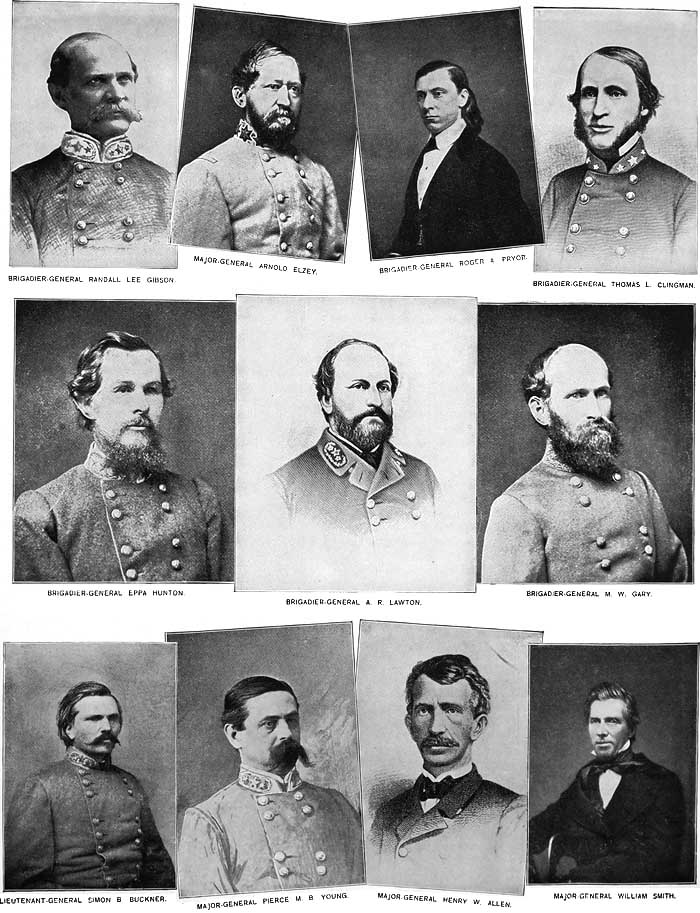 BRIGADIER-GENERAL RANDALL LEE GIBSON.
MAJOR-GENERAL ARNOLD ELZEY.
BRIGADIER-GENERAL ROGER A. PRYOR.
BRIGADIER-GENERAL THOMAS L. CLINGMAN.
BRIGADIER-GENERAL EPPA HUNTON.
BRIGADIER-GENERAL A. R. LAWTON.
BRIGADIER-GENERAL M. W. GARY.
LIEUTENANT-GENERAL SIMON B. BUCKNER.
MAJOR-GENERAL PIERCE M. B. YOUNG.
MAJOR-GENERAL HENRY W. ALLEN.
MAJOR-GENERAL WILLIAM SMITH.